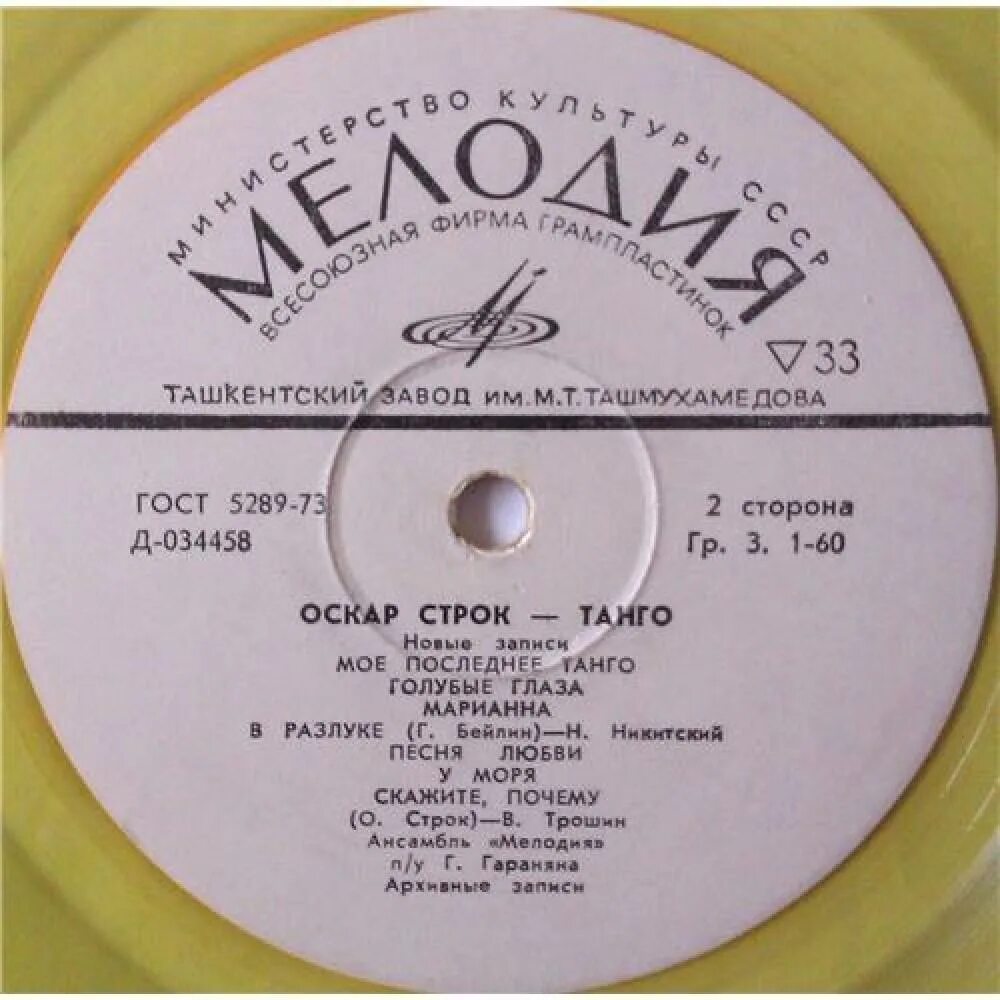 МИНИСТЕРСТВО КУЛЬТУРЫ СССР
МЕЛОДИЯ
ВСЕСОЮЗНАЯ ФИРМА ГРАМПЛАСТИНОК
▽33
ТАШКЕНТСКИЙ ЗАВОД ИМ. М.Т. ТАШМУХАМЕДОВА
ГОСТ 5289-73
2 сторона
Д-034458
Гр. 3. 1-60
ОСКАР СТРОК — ТАНГО
Новые записи
МОЕ ПОСЛЕДНЕЕ ТАНГО
ГОЛУБЫЕ ГЛАЗА
МАРИАННА
В РАЗЛУКЕ (Г. Бейлин)—Н. Никитский
ПЕСНЯ ЛЮБВИ
У МОРЯ
СКАЖИТЕ, ПОЧЕМУ
(О. Строк)—В. Трошин
Ансамбль «Мелодия»
п/у Г. Гараняна
Архивные записи